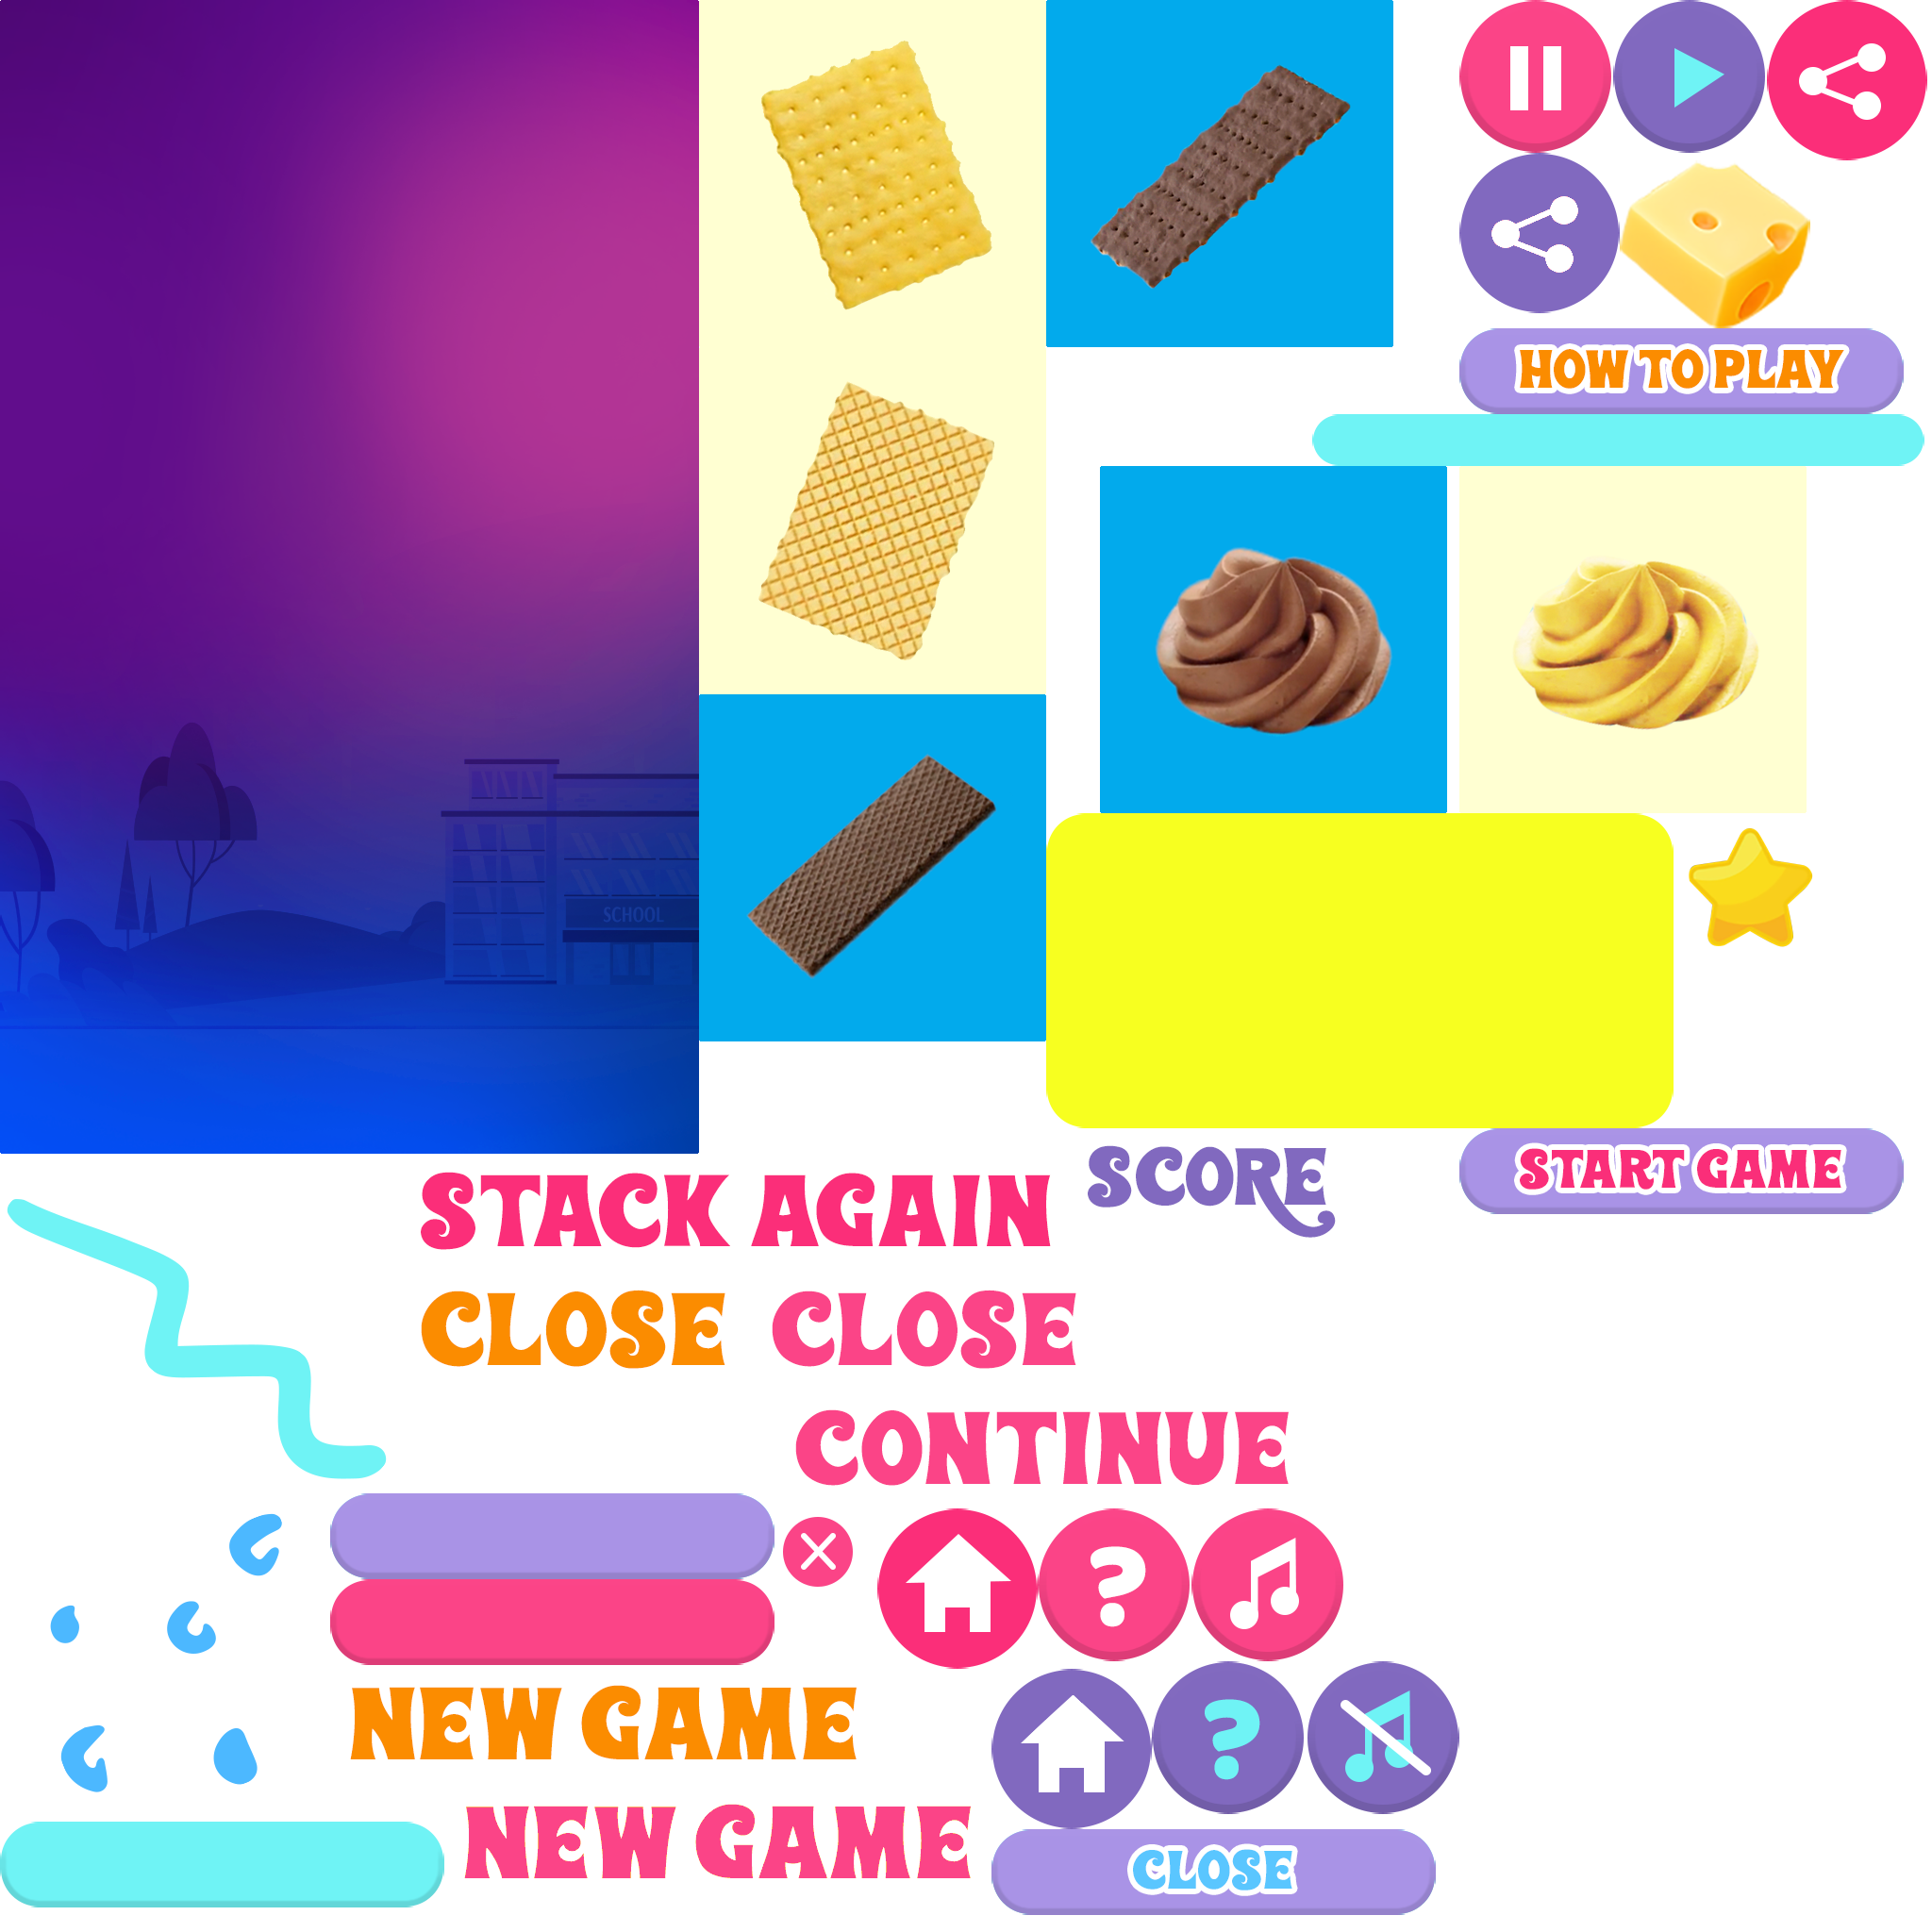 HOW TO PLAY
SCHOOL
SCORE
START GAME
STACK AGAIN
CLOSE
CLOSE
CONTINUE
?
NEW GAME
?
NEW GAME
CLOSE